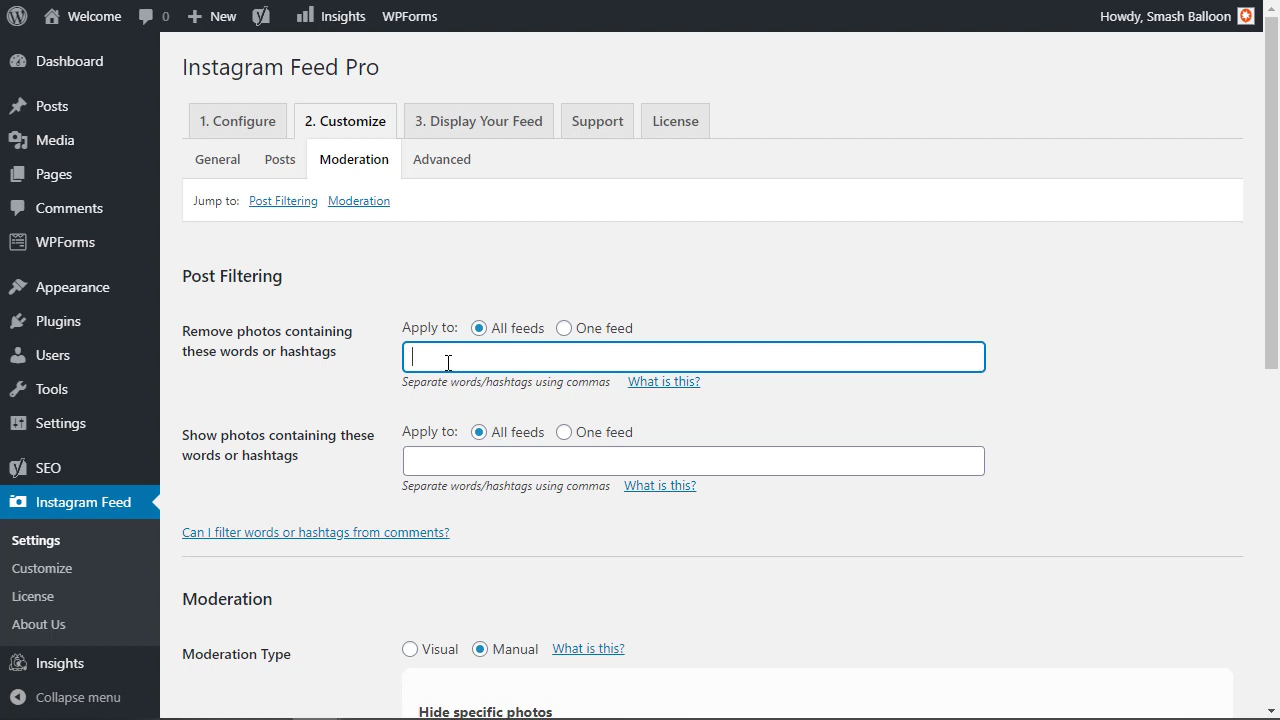 Welcome 0 New Insights WPForms Howdy, Smash Balloon
Dashboard
Posts
Media
Pages
Comments
WPForms
Appearance
Plugins
Users
Tools
Settings
SEO
Instagram Feed
Settings
Customize
License
About Us
Insights
Collapse menu
Instagram Feed Pro
1. Configure 2. Customize 3. Display Your Feed Support License
General Posts Moderation Advanced
Jump to: Post Filtering Moderation
Post Filtering
Remove photos containing
these words or hashtags
Apply to: All feeds One feed
Separate words/hashtags using commas What is this?
Show photos containing these
words or hashtags
Apply to: All feeds One feed
Separate words/hashtags using commas What is this?
Can I filter words or hashtags from comments?
Moderation
Moderation Type
Visual Manual What is this?
Hide specific photos